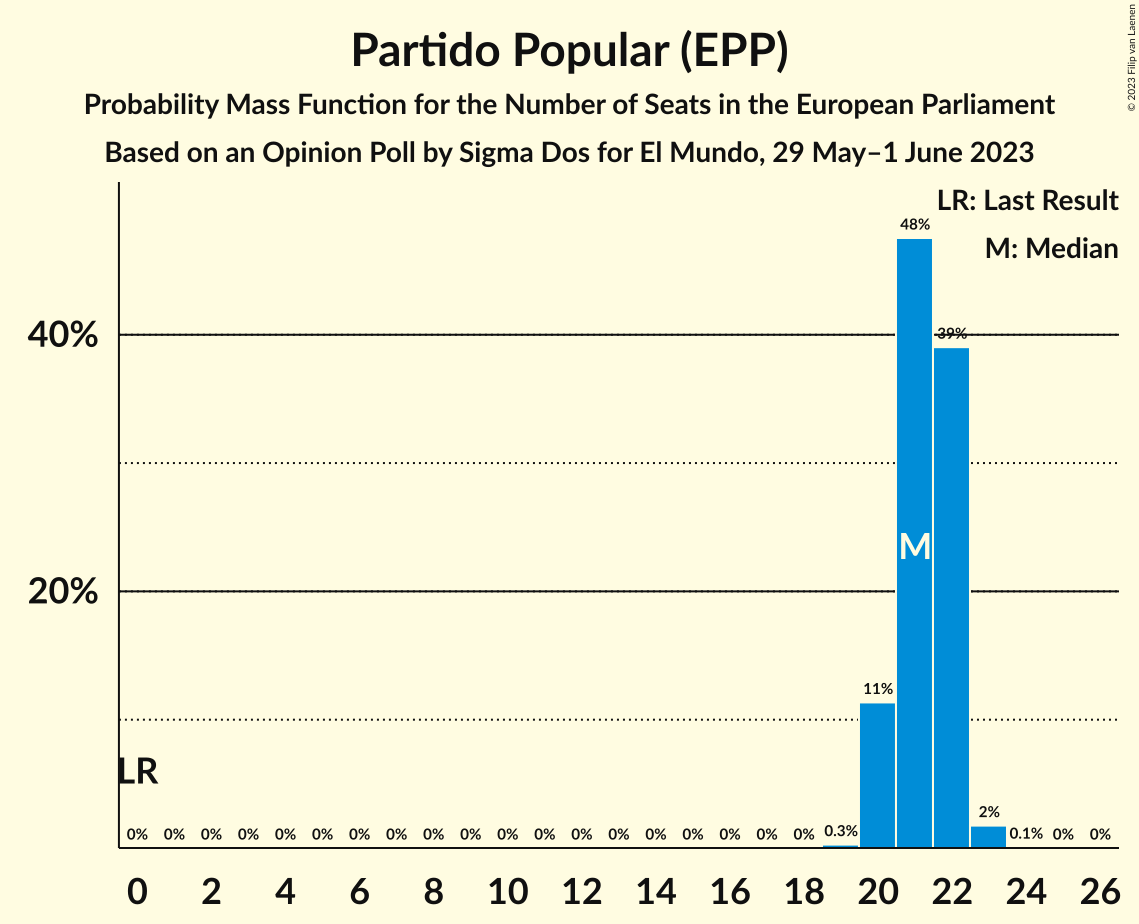 Partido Popular (EPP)
Probability Mass Function for the Number of Seats in the European Parliament
Based on an Opinion Poll by Sigma Dos for El Mundo, 29 May–1 June 2023
© 2023 Filip van Laenen
LR: Last Result
M: Median
48%
40%
39%
M
20%
11%
LR
0% 0% 0% 0% 0% 0% 0% 0% 0% 0% 0% 0% 0% 0% 0% 0% 0% 0% 0% 0.3% 2% 0.1% 0% 0%
0 2 4 6 8 10 12 14 16 18 20 22 24 26